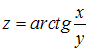 z = arctg x/y